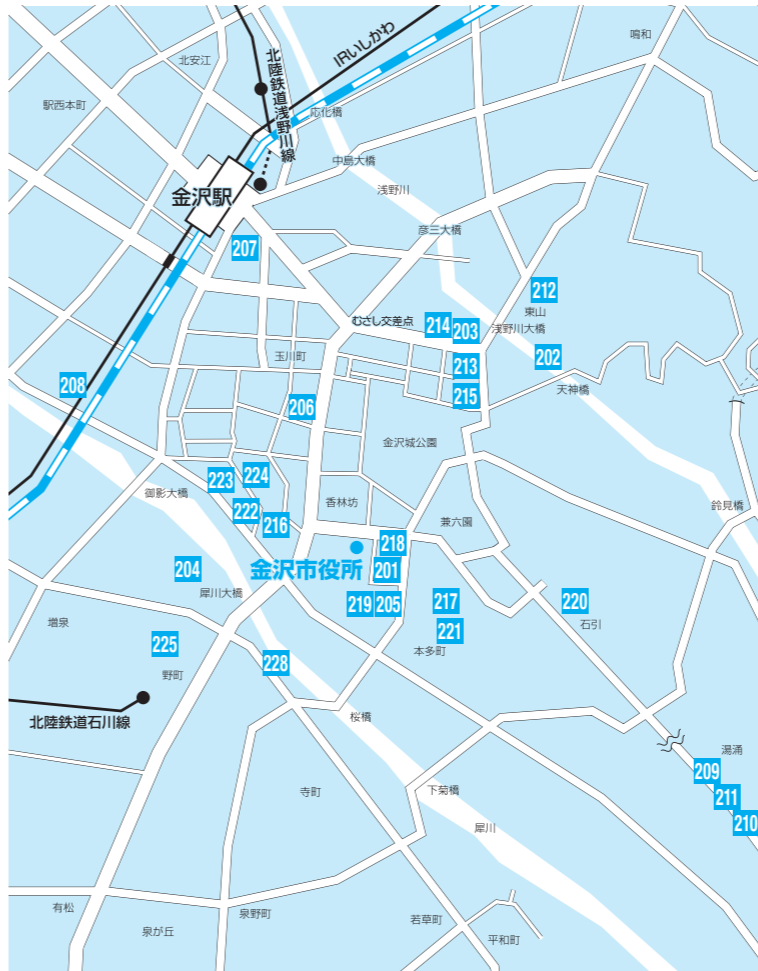 鳴和
IRいしかわ
北安江
北陸鉄道浅野川線
駅西本町
応化橋
中島大橋
金沢駅
浅野川
彦三大橋
207
212
東山
むさし交差点
214
203
浅野川大橋
玉川町
213
202
208
215
天神橋
206
金沢城公園
223
224
御影大橋
香林坊
鈴見橋
222
216
兼六園
218
金沢市役所
201
204
犀川大橋
219
205
217
220
増泉
221
石引
225
本多町
228
野町
北陸鉄道石川線
桜橋
湯涌
209
寺町
下菊橋
211
犀川
210
有松
泉野町
若草町
泉が丘
平和町